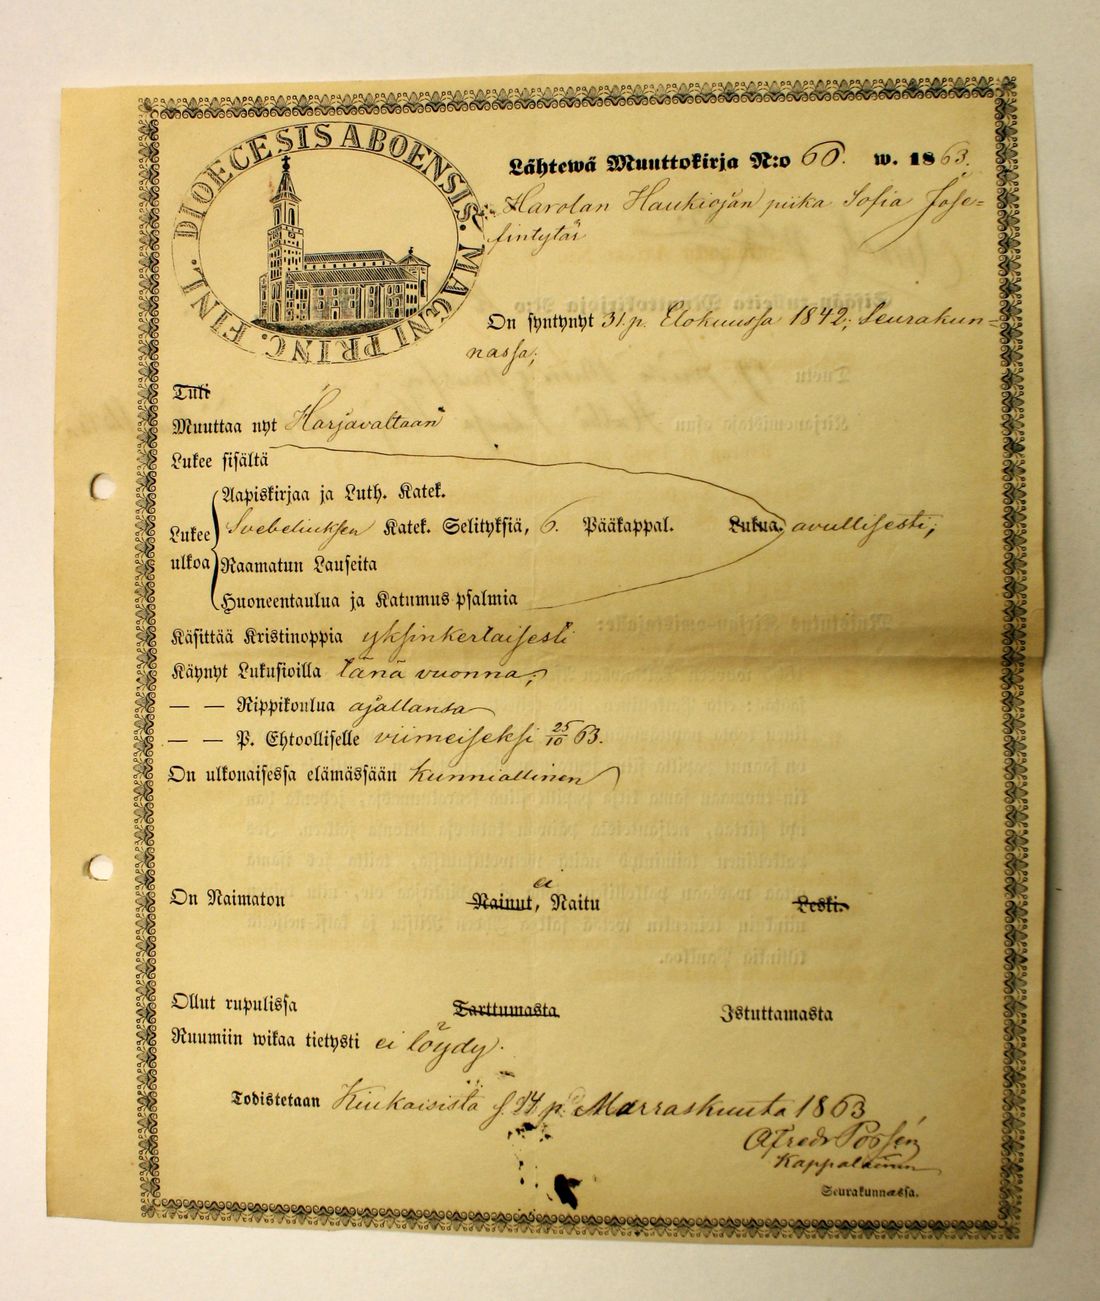 DIOECESIS ABOENSIS. MAGNI PRINC. FINL.
Lähtewä Muuttokirja N:o 60. w. 1863.
Harolan Haukiojan piika Sofia Jose-
fintytär
On syntynyt 31. p. Elokuussa 1842; Seurakun-
nassa;
Tuli
Muuttaa nyt Harjavaltaan
Lukee sisältä
Aapiskirjaa ja Luth. Katek.
Lukee ulkoa Svebeliuksen Katek. Selityksiä, 6. Pääkappal. Lukua. avullisesti;
Raamatun Lauseita
Huoneentaulua ja Katumus psalmia
Käsittää Kristinoppia yksinkertaisesti
Käynyt Lukusioilla tänä vuonna;
— — Rippikoulua ajallansa
— — P. Ehtoolliselle viimeiseksi 25/10 63.
On ulkonaisessa elämässään kunniallinen
On Naimaton Nainut, ei Naitu Leski.
Ollut rupulissa Tarttumasta Istuttamasta
Ruumiin wikaa tietysti ei löydy.
Todistetaan Kiukaisista s. 14 p. Marraskuuta 1863
Alfred
Kappalainen
Seurakunnassa.